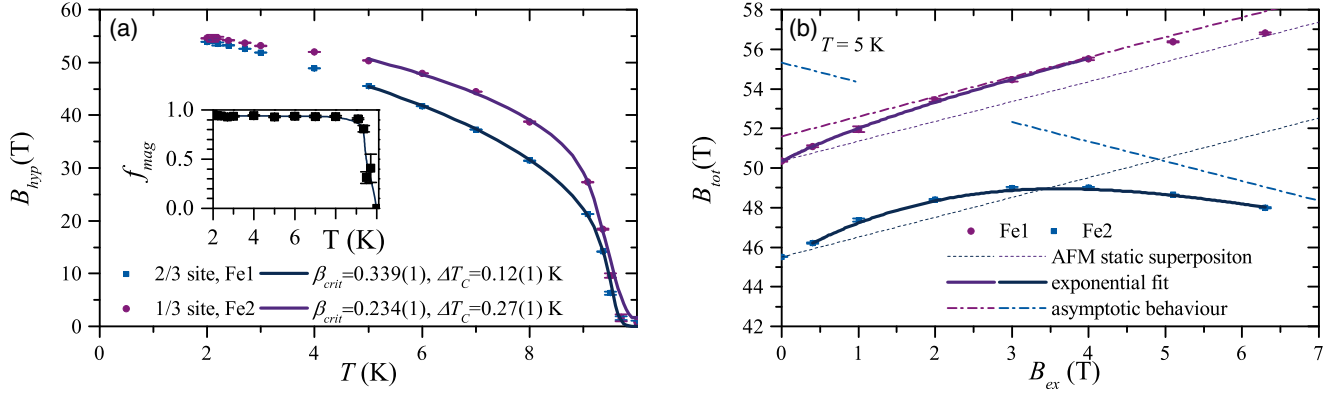 (a)
60
50
40
30
20
10
0
B_hyp (T)
0 2 4 6 8
T (K)
1.0
0.5
0.0
f_mag
2 4 6 T (K)
2/3 site, Fe1 β_crit=0.339(1), ΔT_C=0.12(1) K
1/3 site, Fe2 β_crit=0.234(1), ΔT_C=0.27(1) K
(b)
T = 5 K
58
56
54
52
50
48
46
44
42
B_tot (T)
Fe1 Fe2
AFM static superpositon
exponential fit
asymptotic behaviour
0 1 2 3 4 5 6 7
B_ex (T)